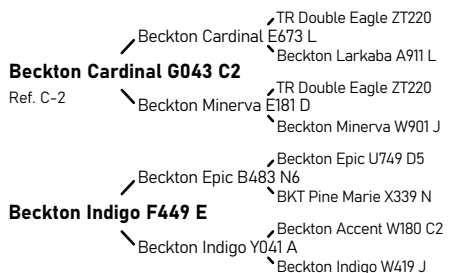 TR Double Eagle ZT220
Beckton Cardinal E673 L
Beckton Larkaba A911 L
Beckton Cardinal G043 C2
Ref. C-2
TR Double Eagle ZT220
Beckton Minerva E181 D
Beckton Minerva W901 J
Beckton Epic U749 D5
Beckton Epic B483 N6
BKT Pine Marie X339 N
Beckton Indigo F449 E
Beckton Accent W180 C2
Beckton Indigo Y041 A
Beckton Indigo W419 J